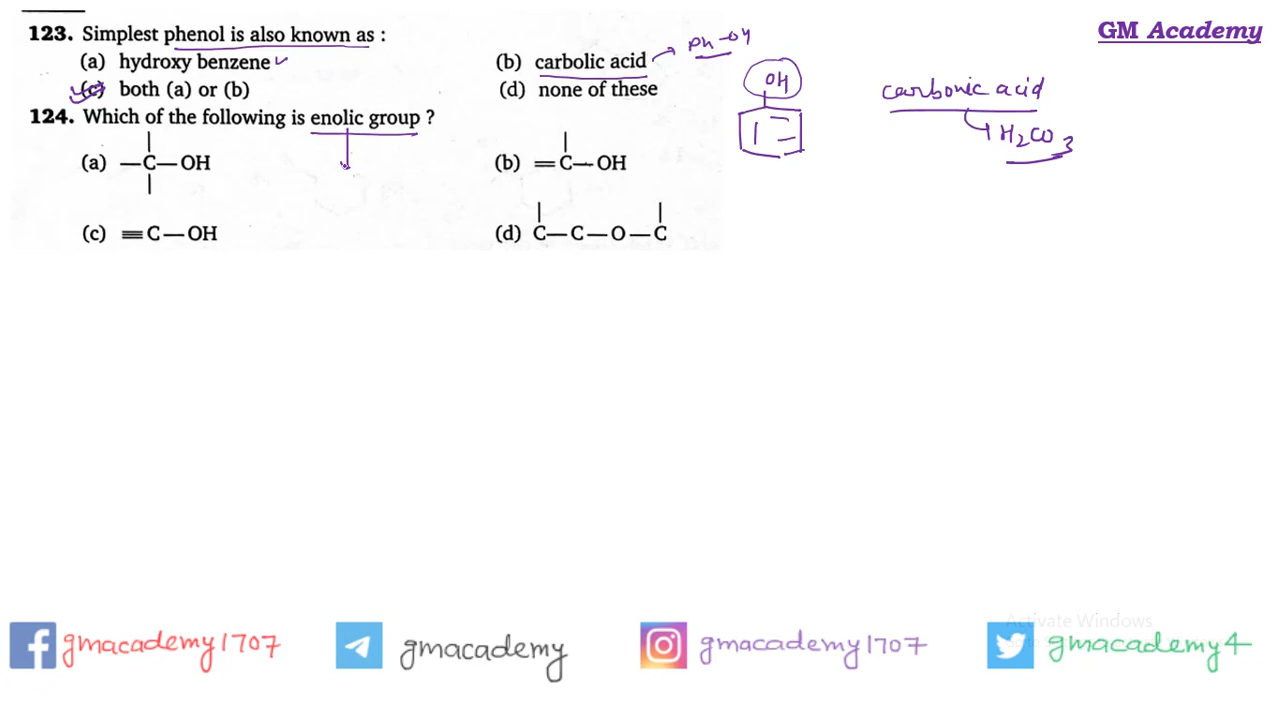 GM Academy
123. Simplest phenol is also known as :
(a) hydroxy benzene
(b) carbolic acid
Ph-OH
(c) both (a) or (b)
(d) none of these
OH
carbonic acid
H2CO3
124. Which of the following is enolic group ?
(a) —C—OH
(b) =C—OH
(c) ≡C—OH
(d) C—C—O—C
Activate Windows
gmacademy1707
gmacademy
gmacademy1707
gmacademy4